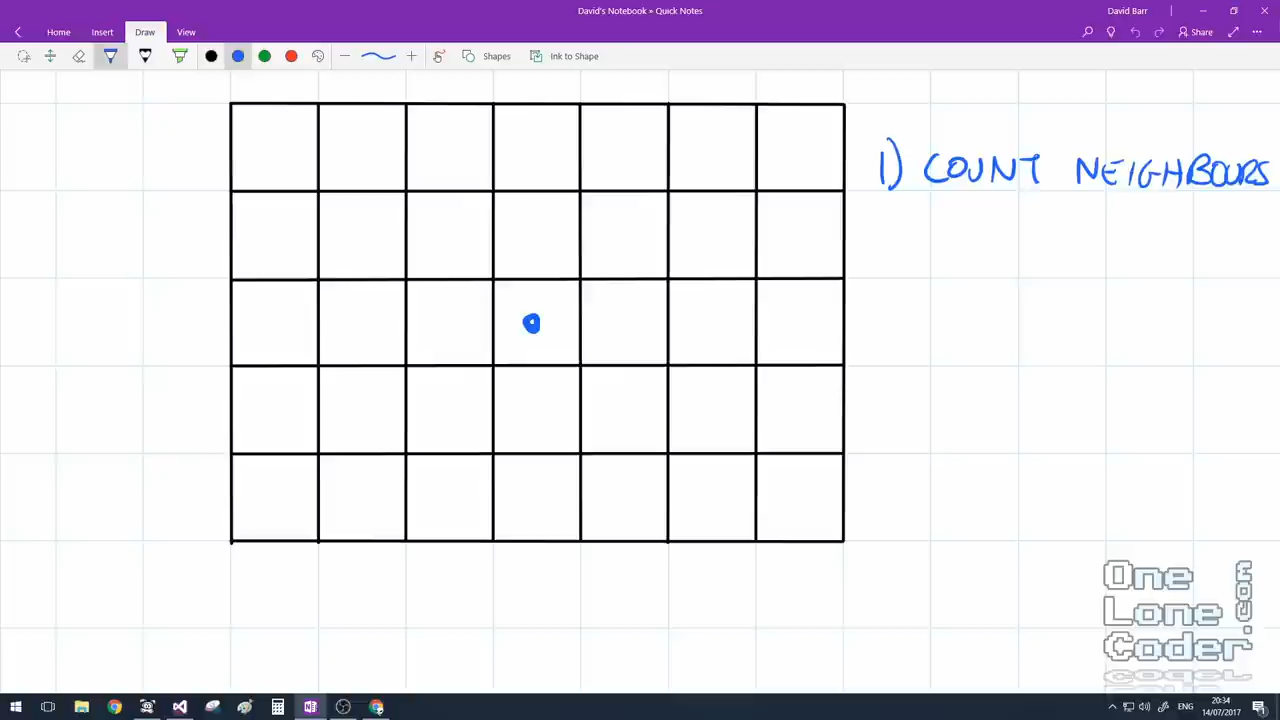 David's Notebook » Quick Notes
David Barr
Home Insert Draw View
Share
Shapes
Ink to Shape
1) COUNT NEIGHBOURS
One
Lone
Coder
.com
20:34
ENG
14/07/2017